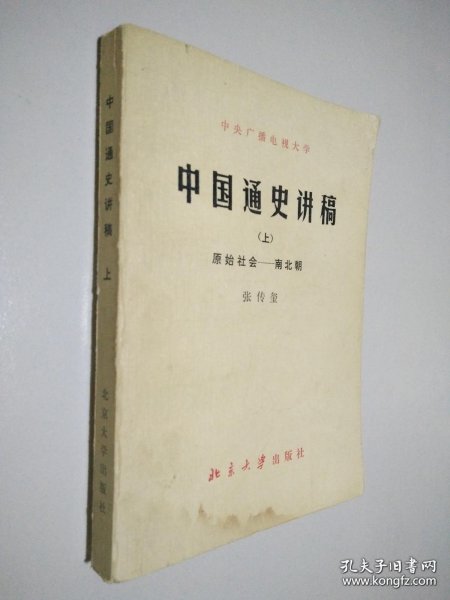 中央广播电视大学
中国通史讲稿
(上)
原始社会——南北朝
张传玺
北京大学出版社
中国通史讲稿 上
北京大学出版社
孔夫子旧书网
www.kongfz.com